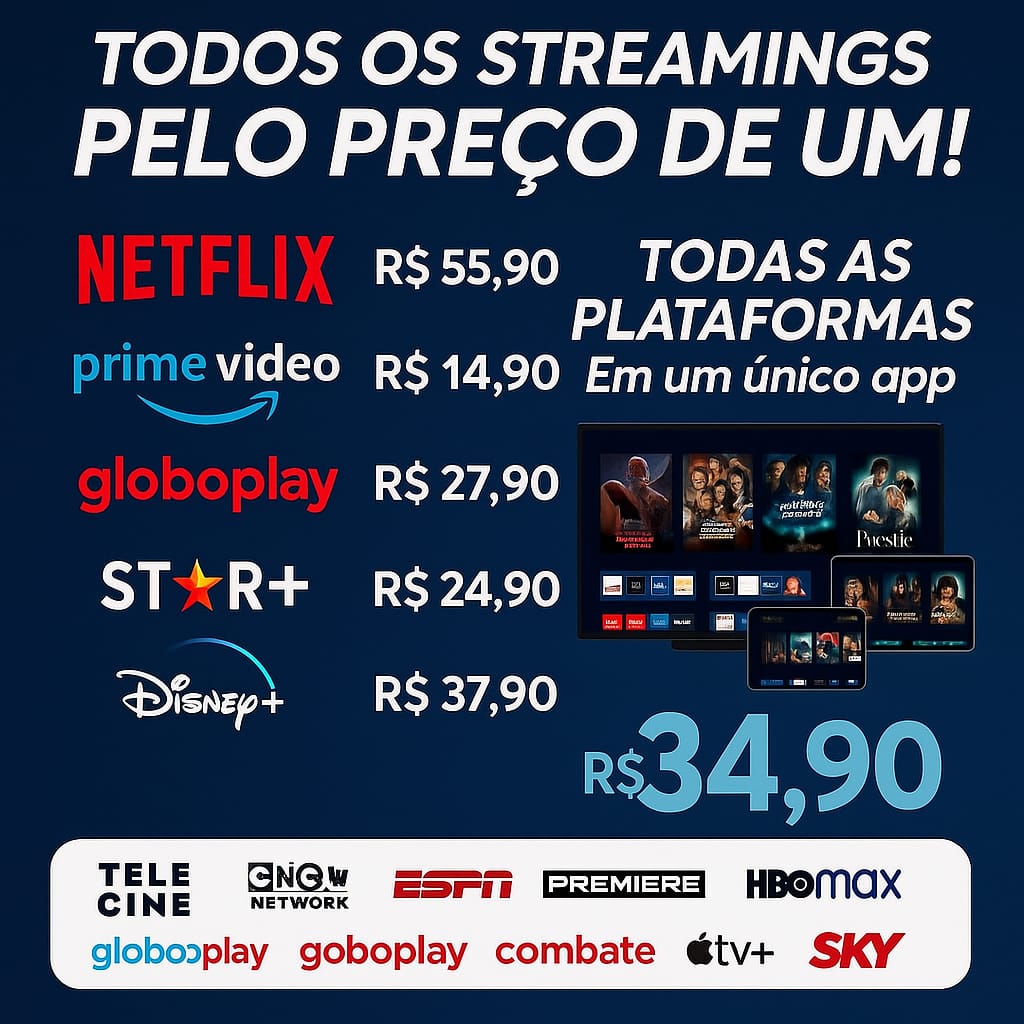 TODOS OS STREAMINGS
PELO PREÇO DE UM!
NETFLIX R$ 55,90
prime video R$ 14,90
globoplay R$ 27,90
STAR+ R$ 24,90
Disney+ R$ 37,90
TODAS AS
PLATAFORMAS
Em um único app
Puestie
R$34,90
TELE
CINE
NETWORK
ESPN
PREMIERE
HBOmax
globooplay goboplay combate tv+ SKY